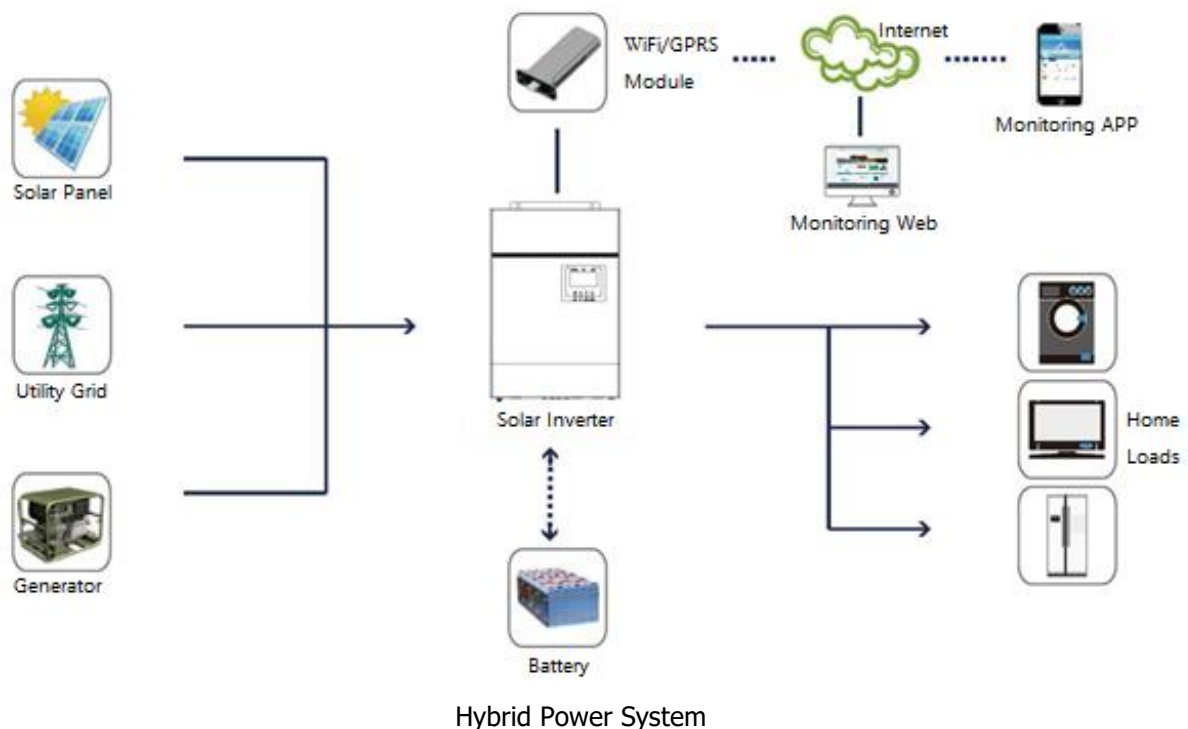 WiFi/GPRS
Module
Internet
Monitoring APP
Solar Panel
Monitoring Web
Utility Grid
Solar Inverter
Home
Loads
Generator
Battery
Hybrid Power System